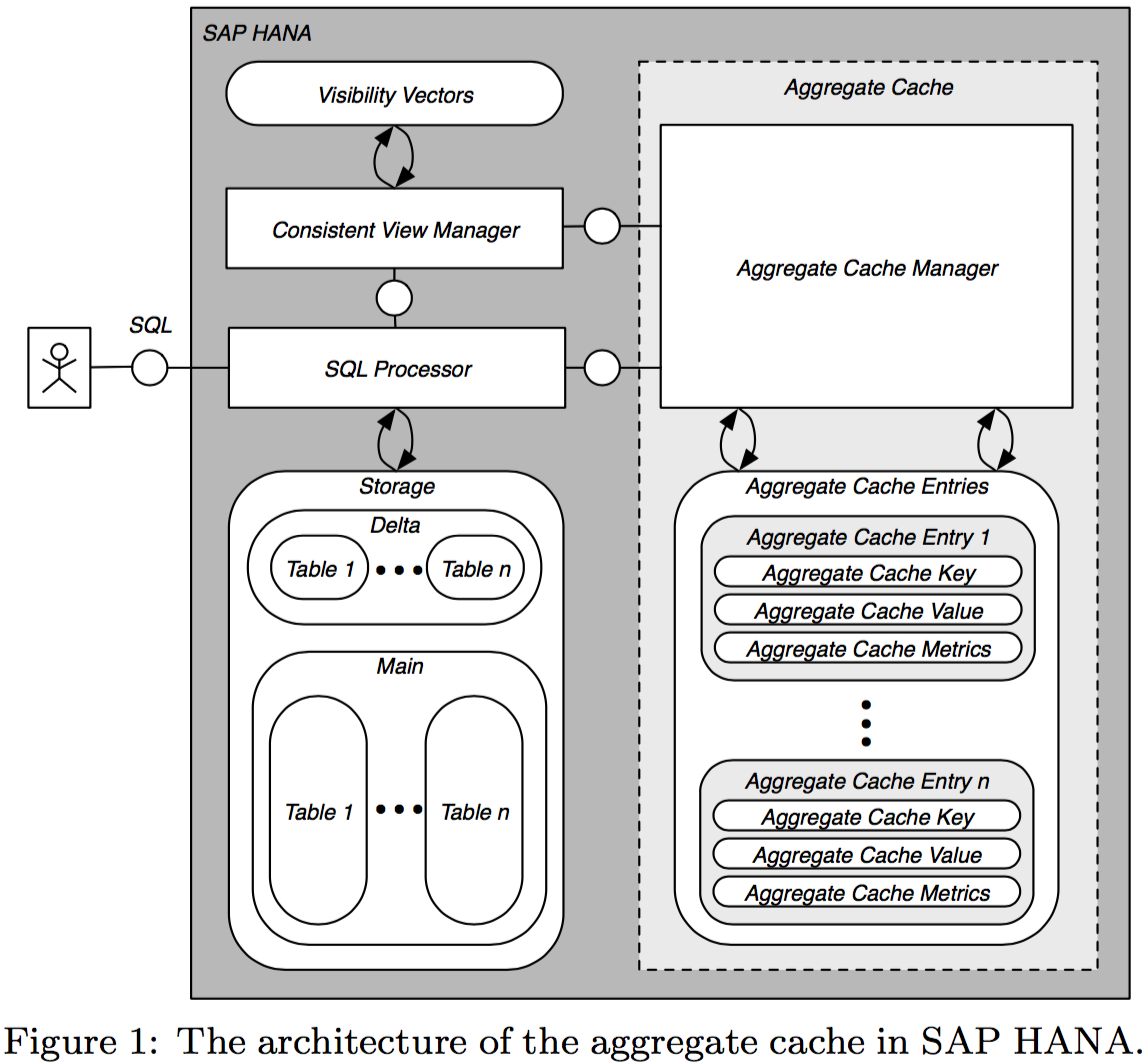 SAP HANA
Visibility Vectors
Aggregate Cache
Consistent View Manager
Aggregate Cache Manager
SQL
SQL Processor
Storage
Delta
Table 1
Table n
Main
Table 1
Table n
Aggregate Cache Entries
Aggregate Cache Entry 1
Aggregate Cache Key
Aggregate Cache Value
Aggregate Cache Metrics
Aggregate Cache Entry n
Aggregate Cache Key
Aggregate Cache Value
Aggregate Cache Metrics
Figure 1: The architecture of the aggregate cache in SAP HANA.